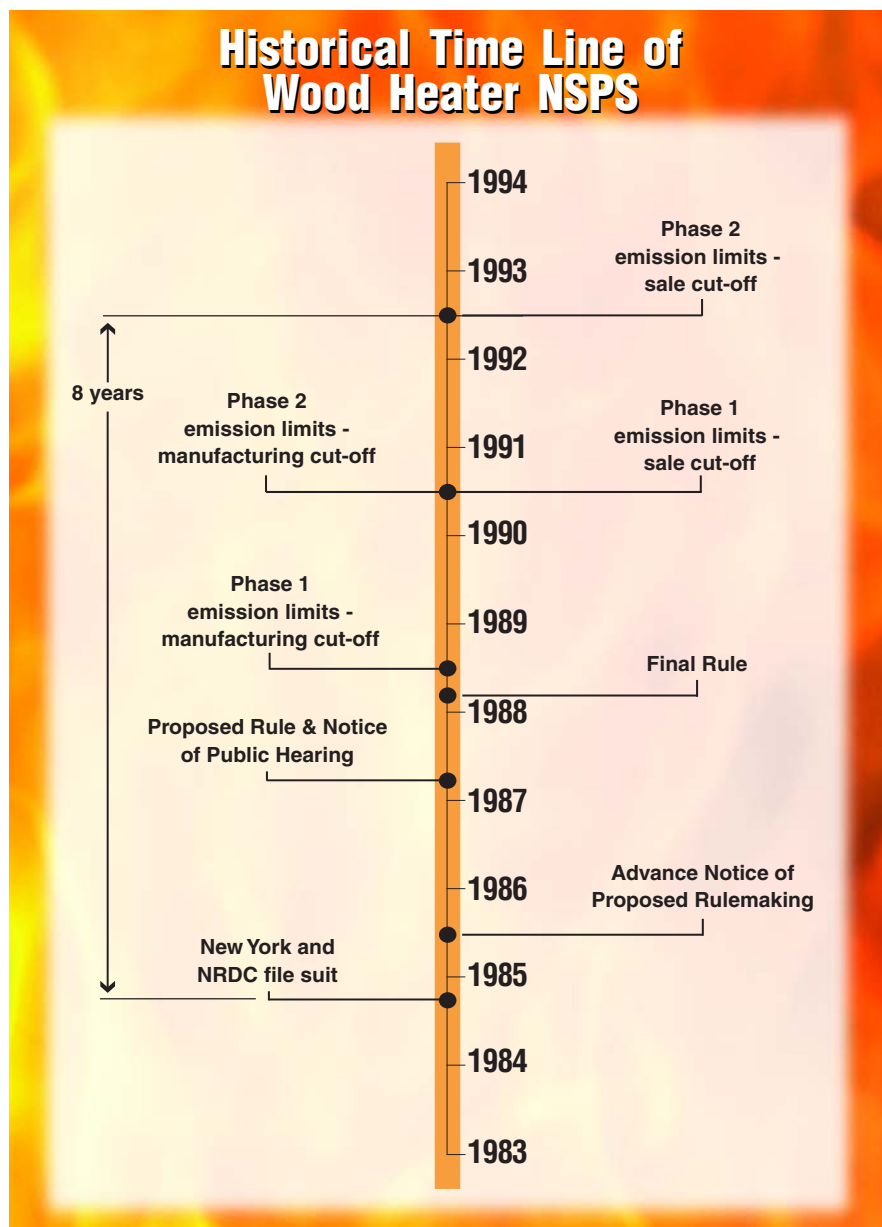 Historical Time Line of
Wood Heater NSPS
1994
Phase 2
emission limits -
sale cut-off
1993
1992
8 years
Phase 2
emission limits -
manufacturing cut-off
Phase 1
emission limits -
sale cut-off
1991
1990
Phase 1
emission limits -
manufacturing cut-off
1989
Final Rule
1988
Proposed Rule & Notice
of Public Hearing
1987
1986
Advance Notice of
Proposed Rulemaking
New York and
NRDC file suit
1985
1984
1983